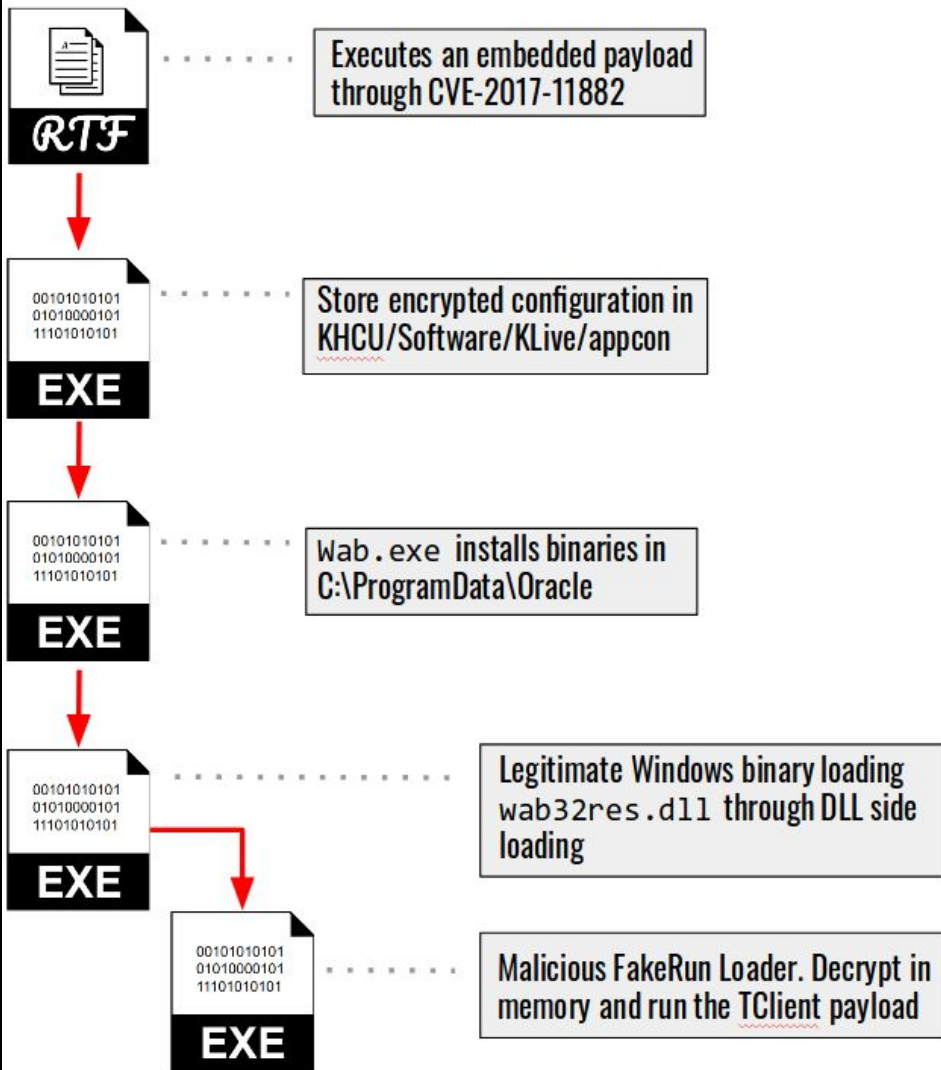 Executes an embedded payload
through CVE-2017-11882
A
RTF
00101010101
01010000101
11101010101
EXE
Store encrypted configuration in
KHCU/Software/KLive/appcon
00101010101
01010000101
11101010101
EXE
Wab.exe installs binaries in
C:\ProgramData\Oracle
00101010101
01010000101
11101010101
EXE
Legitimate Windows binary loading
wab32res.dll through DLL side
loading
00101010101
01010000101
11101010101
EXE
Malicious FakeRun Loader. Decrypt in
memory and run the TClient payload